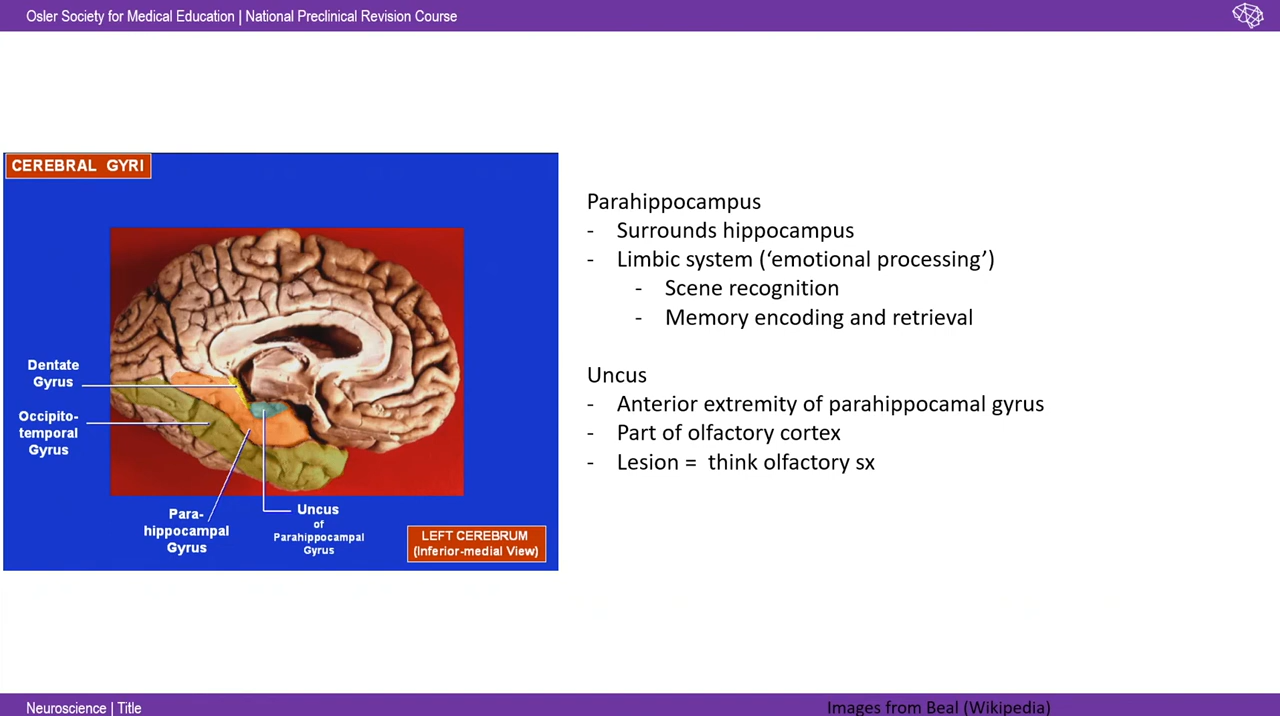 Osler Society for Medical Education | National Preclinical Revision Course
CEREBRAL GYRI
Dentate
Gyrus
Occipito-
temporal
Gyrus
Para-
hippocampal
Gyrus
Uncus
of
Parahippocampal
Gyrus
LEFT CEREBRUM
(Inferior-medial View)
Parahippocampus
- Surrounds hippocampus
- Limbic system (‘emotional processing’)
- Scene recognition
- Memory encoding and retrieval
Uncus
- Anterior extremity of parahippocamal gyrus
- Part of olfactory cortex
- Lesion = think olfactory sx
Neuroscience | Title
Images from Beal (Wikipedia)